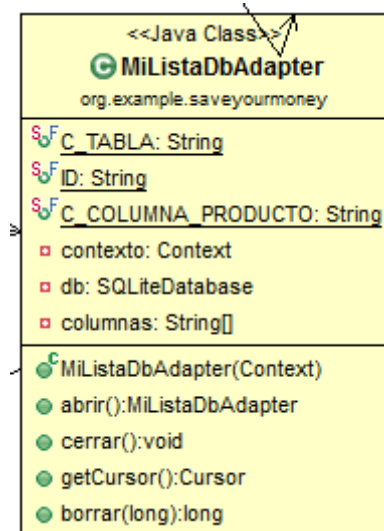 <<Java Class>>
C MiListaDbAdapter
org.example.saveyourmoney
S F C_TABLA: String
S F ID: String
S F C_COLUMNA_PRODUCTO: String
contexto: Context
db: SQLiteDatabase
columnas: String[]
C MiListaDbAdapter(Context)
abrir():MiListaDbAdapter
cerrar():void
getCursor():Cursor
borrar(long):long